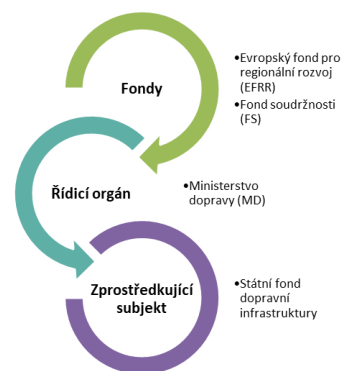 Fondy
•Evropský fond pro
regionální rozvoj
(EFRR)
•Fond soudržnosti
(FS)
Řídicí orgán
•Ministerstvo
dopravy (MD)
Zprostředkující
subjekt
•Státní fond
dopravní
infrastruktury